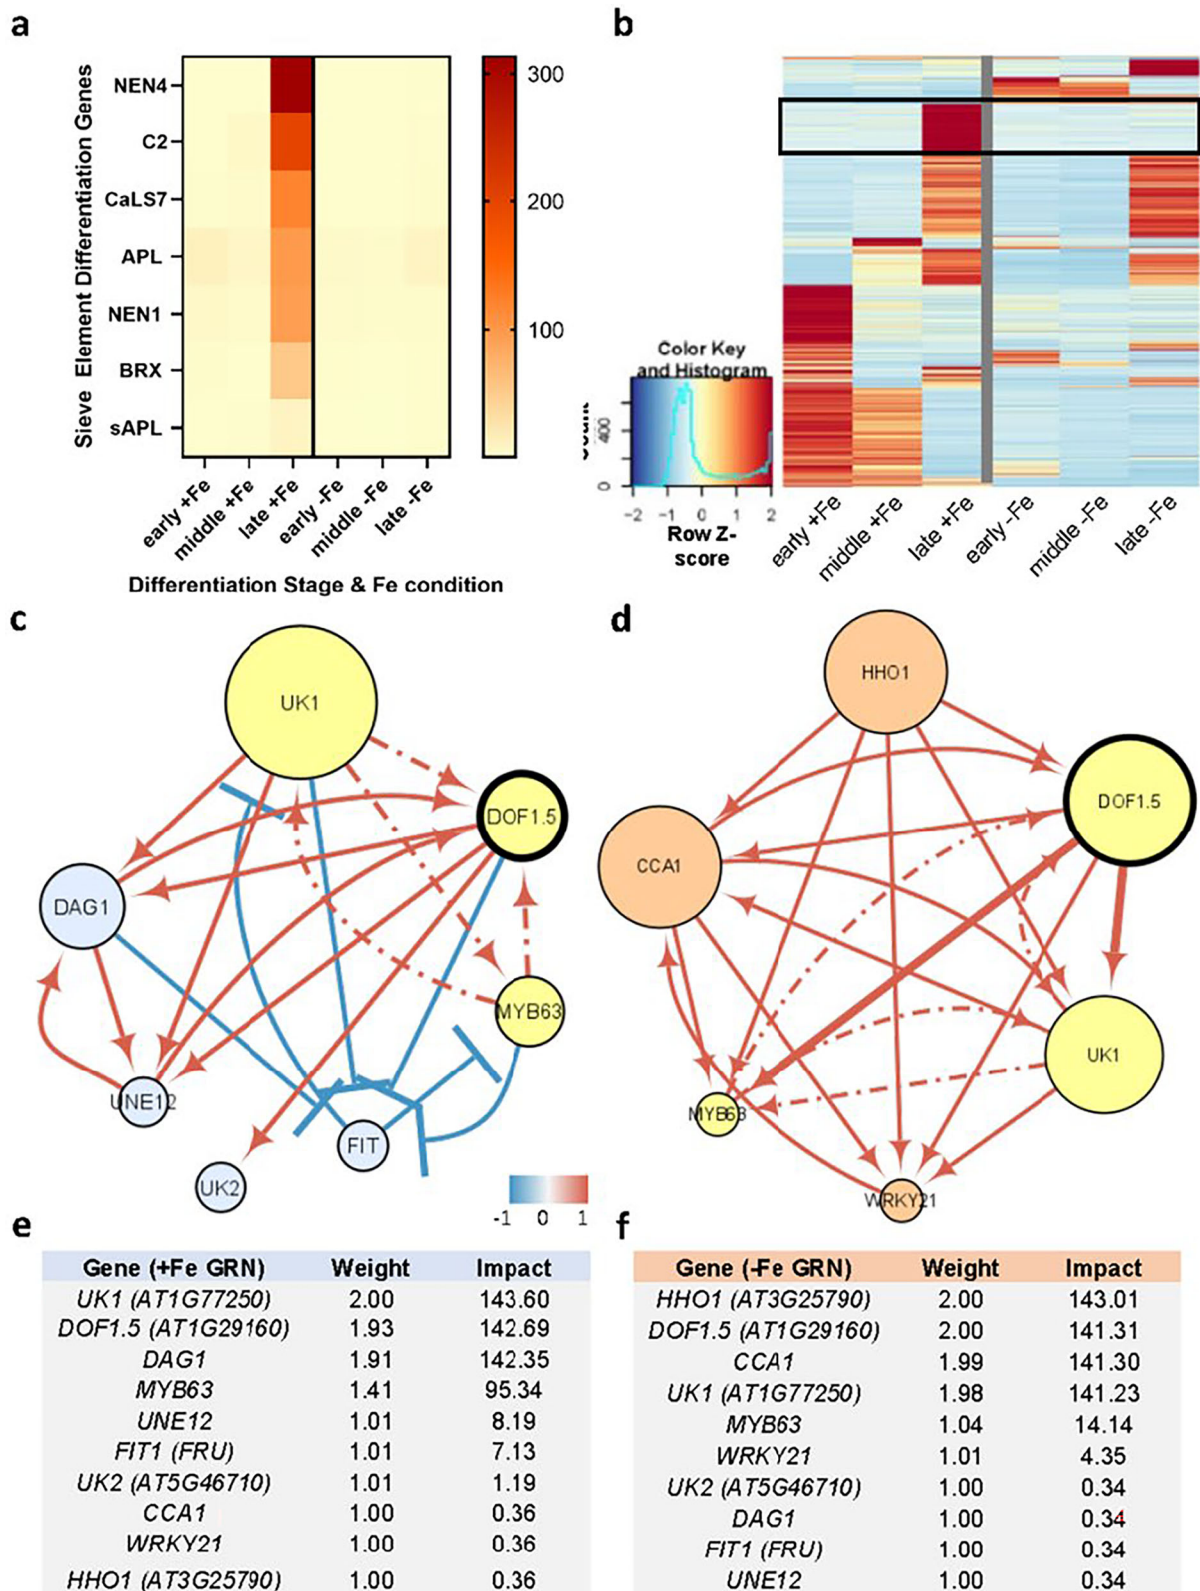 a
b
Sieve Element Differentiation Genes
NEN4
C2
CaLS7
APL
NEN1
BRX
sAPL
300
200
100
early +Fe
middle +Fe
late +Fe
early -Fe
middle -Fe
late -Fe
Differentiation Stage & Fe condition
Color Key
and Histogram
0
400
-2
-1
0
1
2
Row Z-
score
early +Fe
middle +Fe
late +Fe
early -Fe
middle -Fe
late -Fe
c
d
UK1
DOF1.5
DAG1
MYB63
UNE12
FIT
UK2
-1
0
1
HHO1
DOF1.5
CCA1
UK1
MYB63
WRKY21
e
Gene (+Fe GRN) Weight Impact
UK1 (AT1G77250) 2.00 143.60
DOF1.5 (AT1G29160) 1.93 142.69
DAG1 1.91 142.35
MYB63 1.41 95.34
UNE12 1.01 8.19
FIT1 (FRU) 1.01 7.13
UK2 (AT5G46710) 1.01 1.19
CCA1 1.00 0.36
WRKY21 1.00 0.36
HHO1 (AT3G25790) 1.00 0.36
f
Gene (-Fe GRN) Weight Impact
HHO1 (AT3G25790) 2.00 143.01
DOF1.5 (AT1G29160) 2.00 141.31
CCA1 1.99 141.30
UK1 (AT1G77250) 1.98 141.23
MYB63 1.04 14.14
WRKY21 1.01 4.35
UK2 (AT5G46710) 1.00 0.34
DAG1 1.00 0.34
FIT1 (FRU) 1.00 0.34
UNE12 1.00 0.34